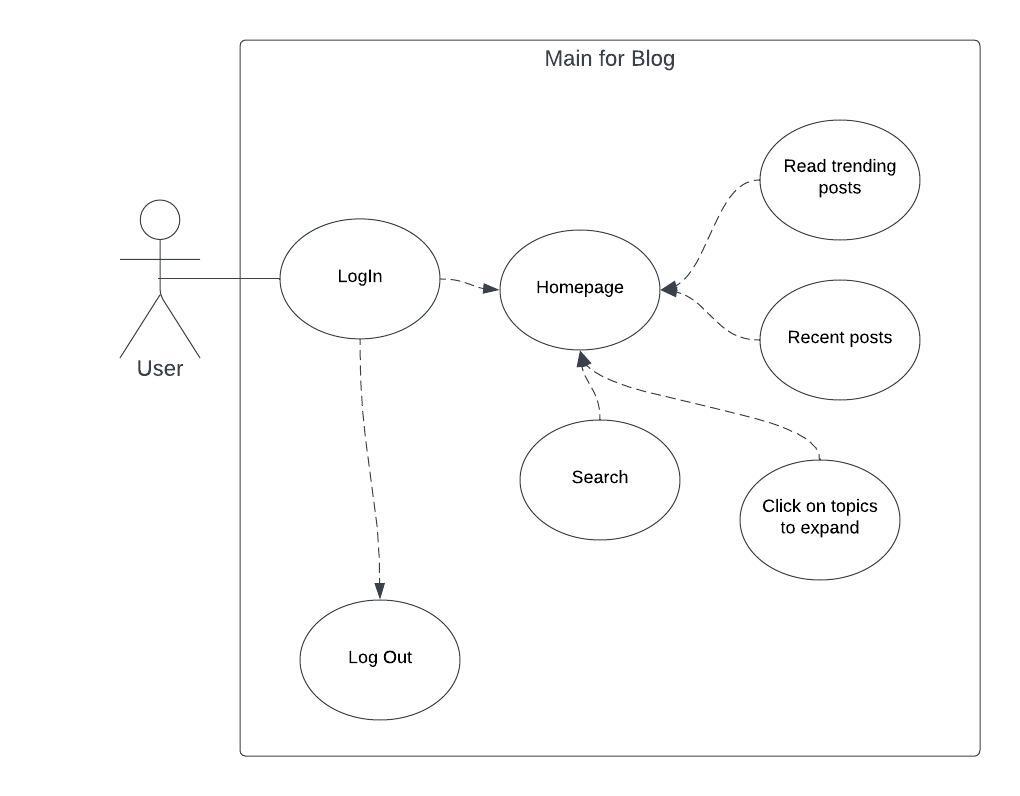 Main for Blog
Read trending
posts
LogIn
Homepage
Recent posts
User
Search
Click on topics
to expand
Log Out